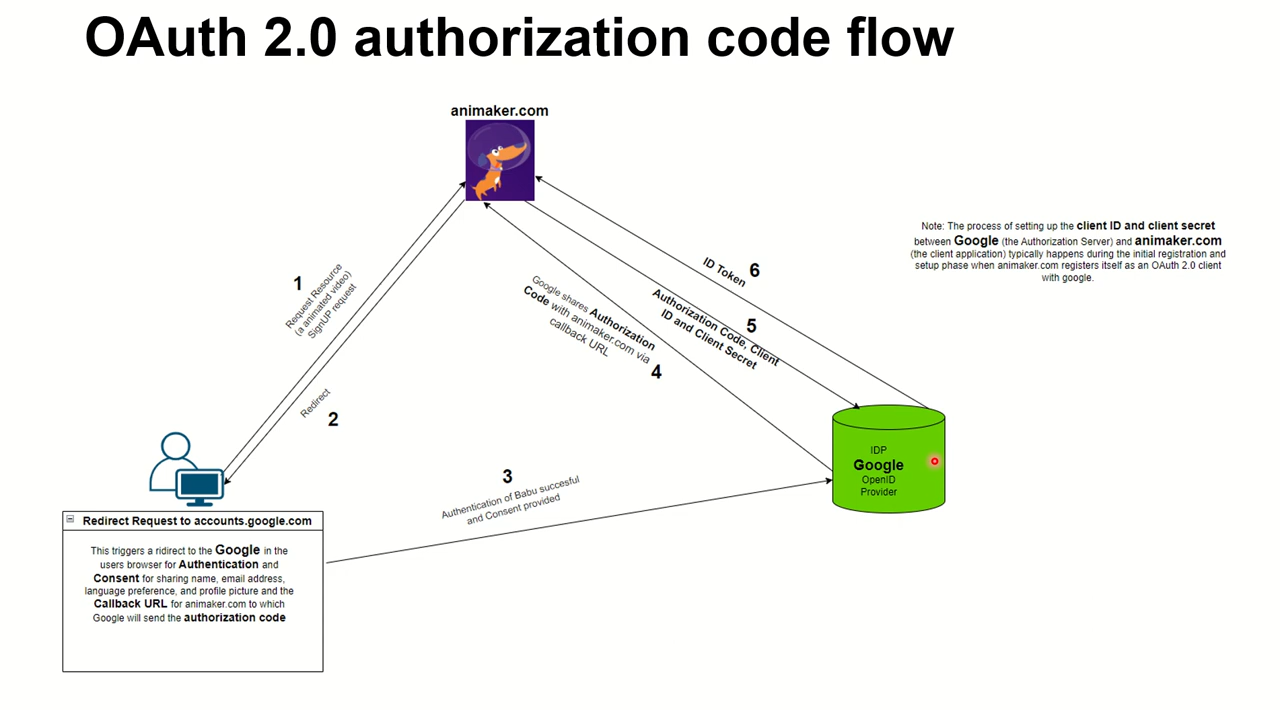 OAuth 2.0 authorization code flow
animaker.com
1
Request Resource
(a animated video)
SignUP request
2
Redirect
3
Authentication of Babu succesful
and Consent provided
Google shares Authorization
Code with animaker.com via
callback URL
4
5
Authorization Code, Client
ID and Client Secret
6
ID Token
Note: The process of setting up the client ID and client secret
between Google (the Authorization Server) and animaker.com
(the client application) typically happens during the initial registration and
setup phase when animaker.com registers itself as an OAuth 2.0 client
with google.
IDP
Google
OpenID
Provider
Redirect Request to accounts.google.com
This triggers a ridirect to the Google in the
users browser for Authentication and
Consent for sharing name, email address,
language preference, and profile picture and the
Callback URL for animaker.com to which
Google will send the authorization code